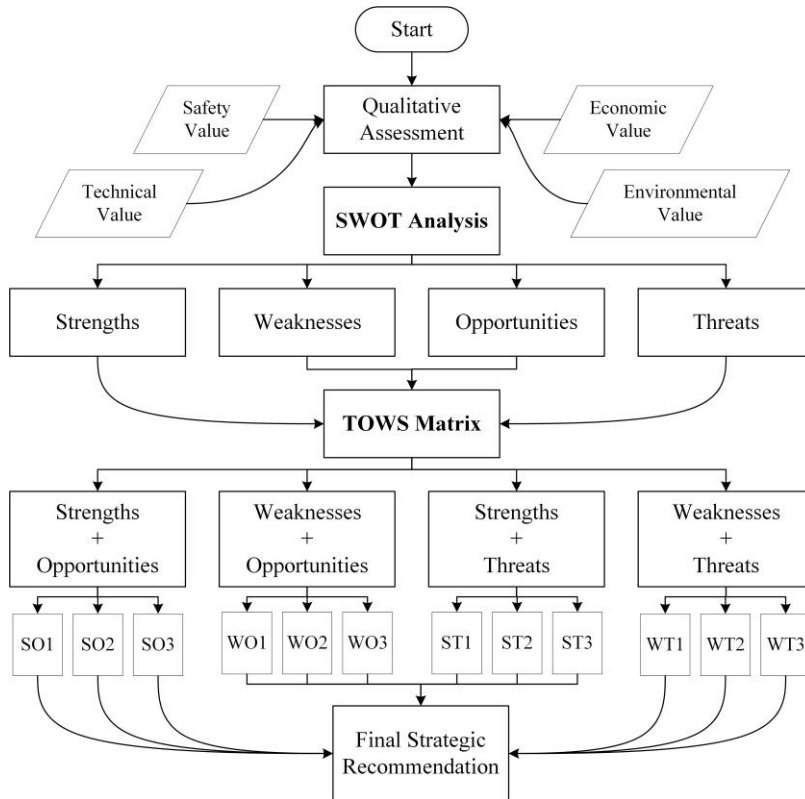 Start
Safety
Value
Qualitative
Assessment
Economic
Value
Technical
Value
Environmental
Value
SWOT Analysis
Strengths
Weaknesses
Opportunities
Threats
TOWS Matrix
Strengths
+
Opportunities
Weaknesses
+
Opportunities
Strengths
+
Threats
Weaknesses
+
Threats
SO1
SO2
SO3
WO1
WO2
WO3
ST1
ST2
ST3
WT1
WT2
WT3
Final Strategic
Recommendation